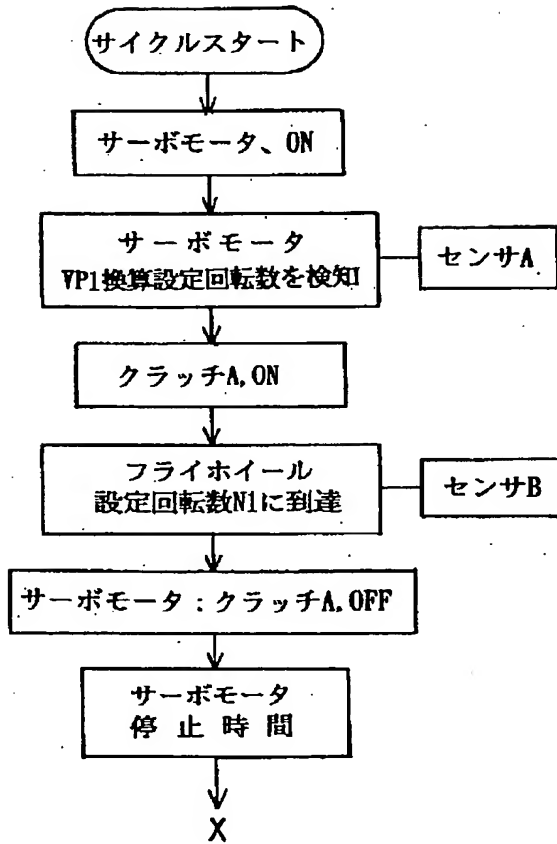 サイクルスタート
サーボモータ、ON
サーボモータ
VP1換算設定回転数を検知
センサA
クラッチA,ON
フライホイール
設定回転数N1に到達
センサB
サーボモータ:クラッチA,OFF
サーボモータ
停止時間
X